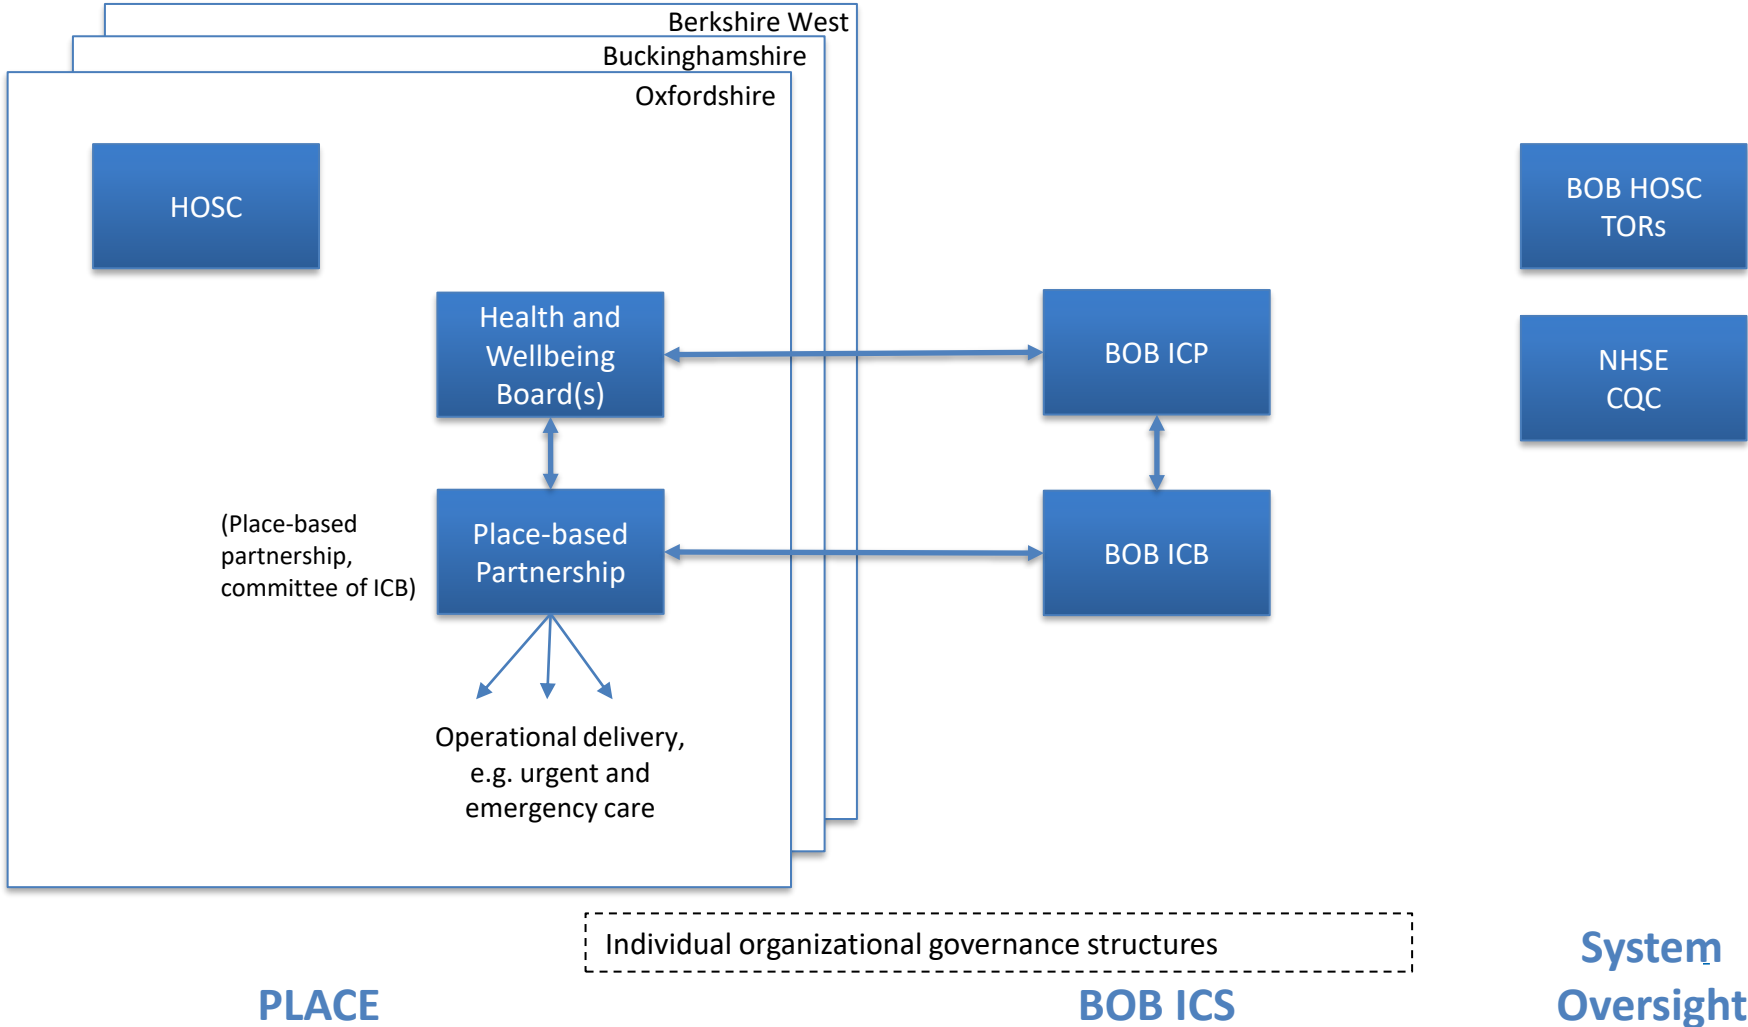 Berkshire West
Buckinghamshire
Oxfordshire
HOSC
BOB HOSC
TORs
Health and
Wellbeing
Board(s)
BOB ICP
NHSE
CQC
(Place-based
partnership,
committee of ICB)
Place-based
Partnership
BOB ICB
Operational delivery,
e.g. urgent and
emergency care
Individual organizational governance structures
PLACE
BOB ICS
System
Oversight